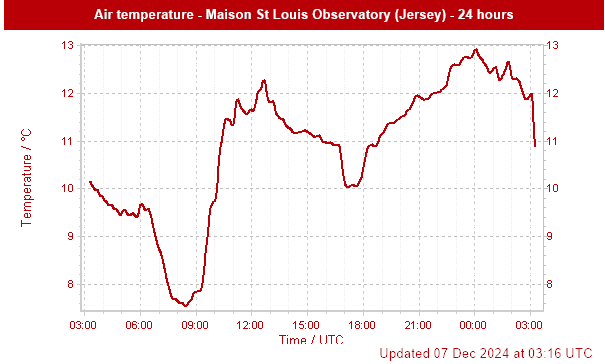 Air temperature - Maison St Louis Observatory (Jersey) - 24 hours
13 13
12 12
11 11
10 10
9 9
8 8
Temperature / °C
03:00 06:00 09:00 12:00 15:00 18:00 21:00 00:00 03:00
Time / UTC
Updated 07 Dec 2024 at 03:16 UTC